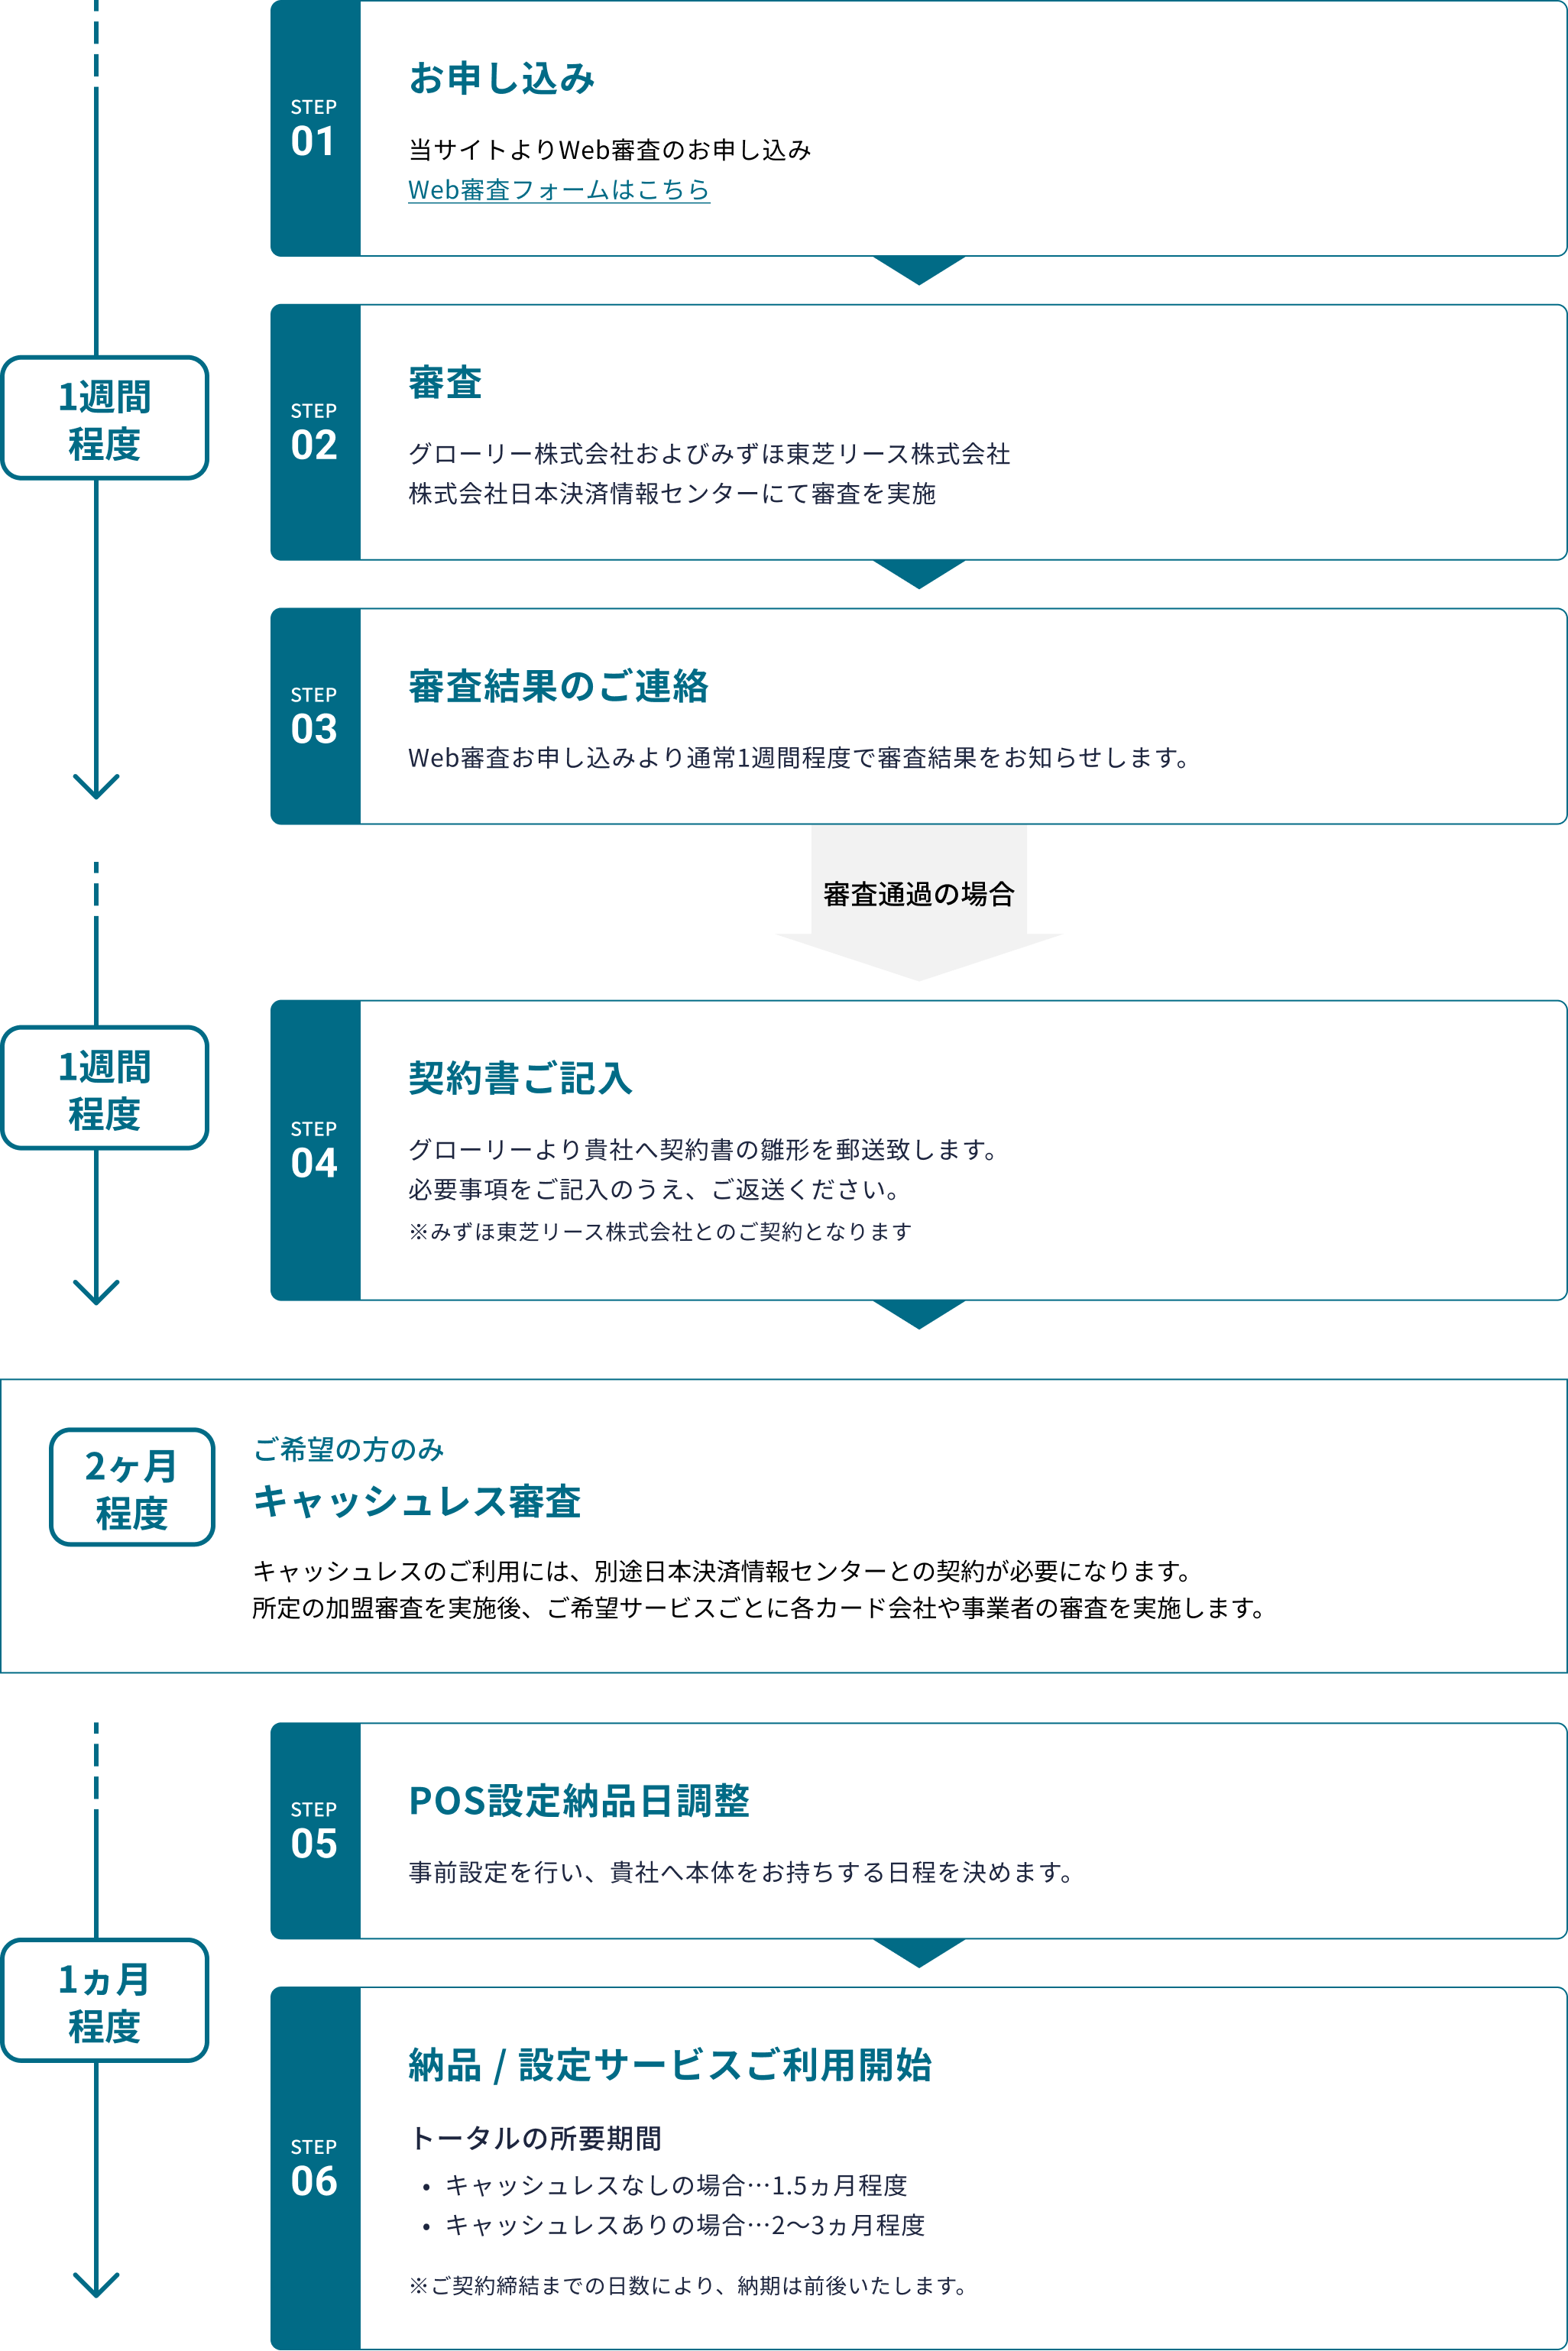 STEP
01
お申し込み
当サイトよりWeb審査のお申し込み
Web審査フォームはこちら
1週間
程度
STEP
02
審査
グローリー株式会社およびみずほ東芝リース株式会社
株式会社日本決済情報センターにて審査を実施
STEP
03
審査結果のご連絡
Web審査お申し込みより通常1週間程度で審査結果をお知らせします。
審査通過の場合
1週間
程度
STEP
04
契約書ご記入
グローリーより貴社へ契約書の雛形を郵送致します。
必要事項をご記入のうえ、ご返送ください。
※みずほ東芝リース株式会社とのご契約となります
2ヶ月
程度
ご希望の方のみ
キャッシュレス審査
キャッシュレスのご利用には、別途日本決済情報センターとの契約が必要になります。
所定の加盟審査を実施後、ご希望サービスごとに各カード会社や事業者の審査を実施します。
STEP
05
POS設定納品日調整
事前設定を行い、貴社へ本体をお持ちする日程を決めます。
1ヵ月
程度
STEP
06
納品 / 設定サービスご利用開始
トータルの所要期間
• キャッシュレスなしの場合…1.5ヵ月程度
• キャッシュレスありの場合…2〜3ヵ月程度
※ご契約締結までの日数により、納期は前後いたします。